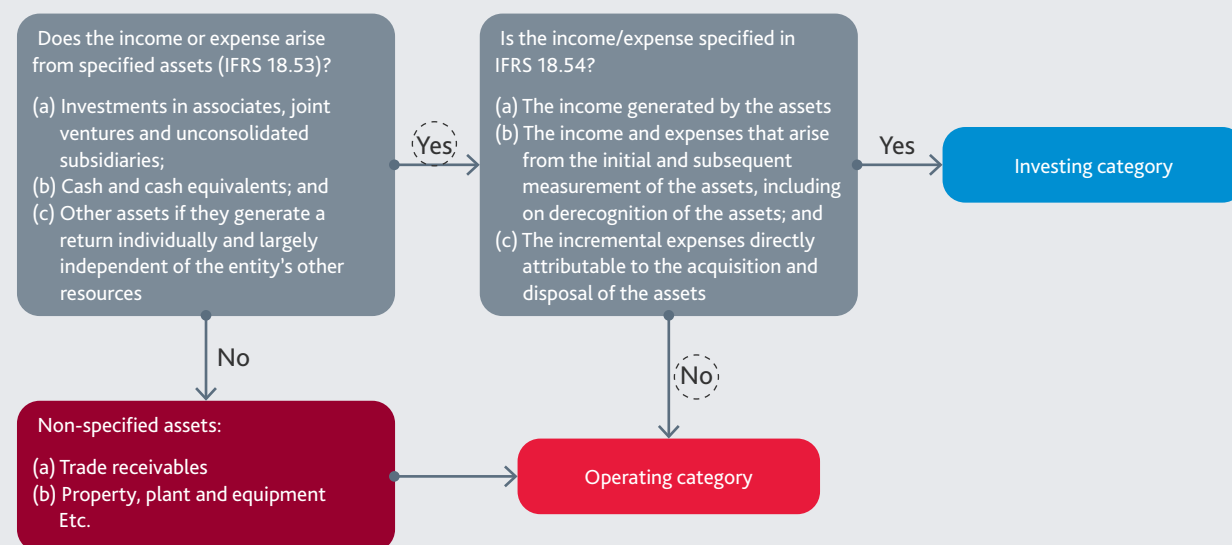 Does the income or expense arise
from specified assets (IFRS 18.53)?
(a) Investments in associates, joint
ventures and unconsolidated
subsidiaries;
(b) Cash and cash equivalents; and
(c) Other assets if they generate a
return individually and largely
independent of the entity's other
resources
Yes
Is the income/expense specified in
IFRS 18.54?
(a) The income generated by the assets
(b) The income and expenses that arise
from the initial and subsequent
measurement of the assets, including
on derecognition of the assets; and
(c) The incremental expenses directly
attributable to the acquisition and
disposal of the assets
Yes
Investing category
No
No
Non-specified assets:
(a) Trade receivables
(b) Property, plant and equipment
Etc.
Operating category